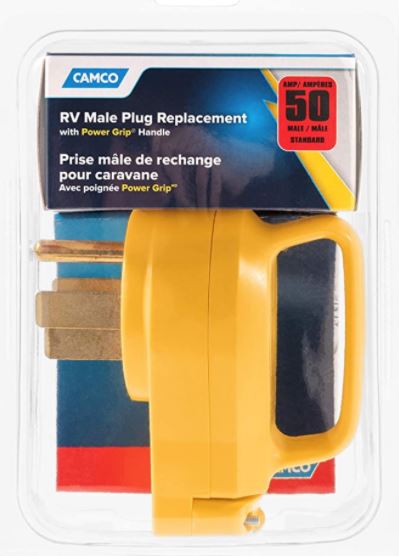 CAMCO
RV Male Plug Replacement
with Power Grip® Handle
Prise mâle de rechange
pour caravane
Avec poignée Power Grip
AMP/ AMPÈRES
50
MALE / MÂLE
STANDARD
AMCO